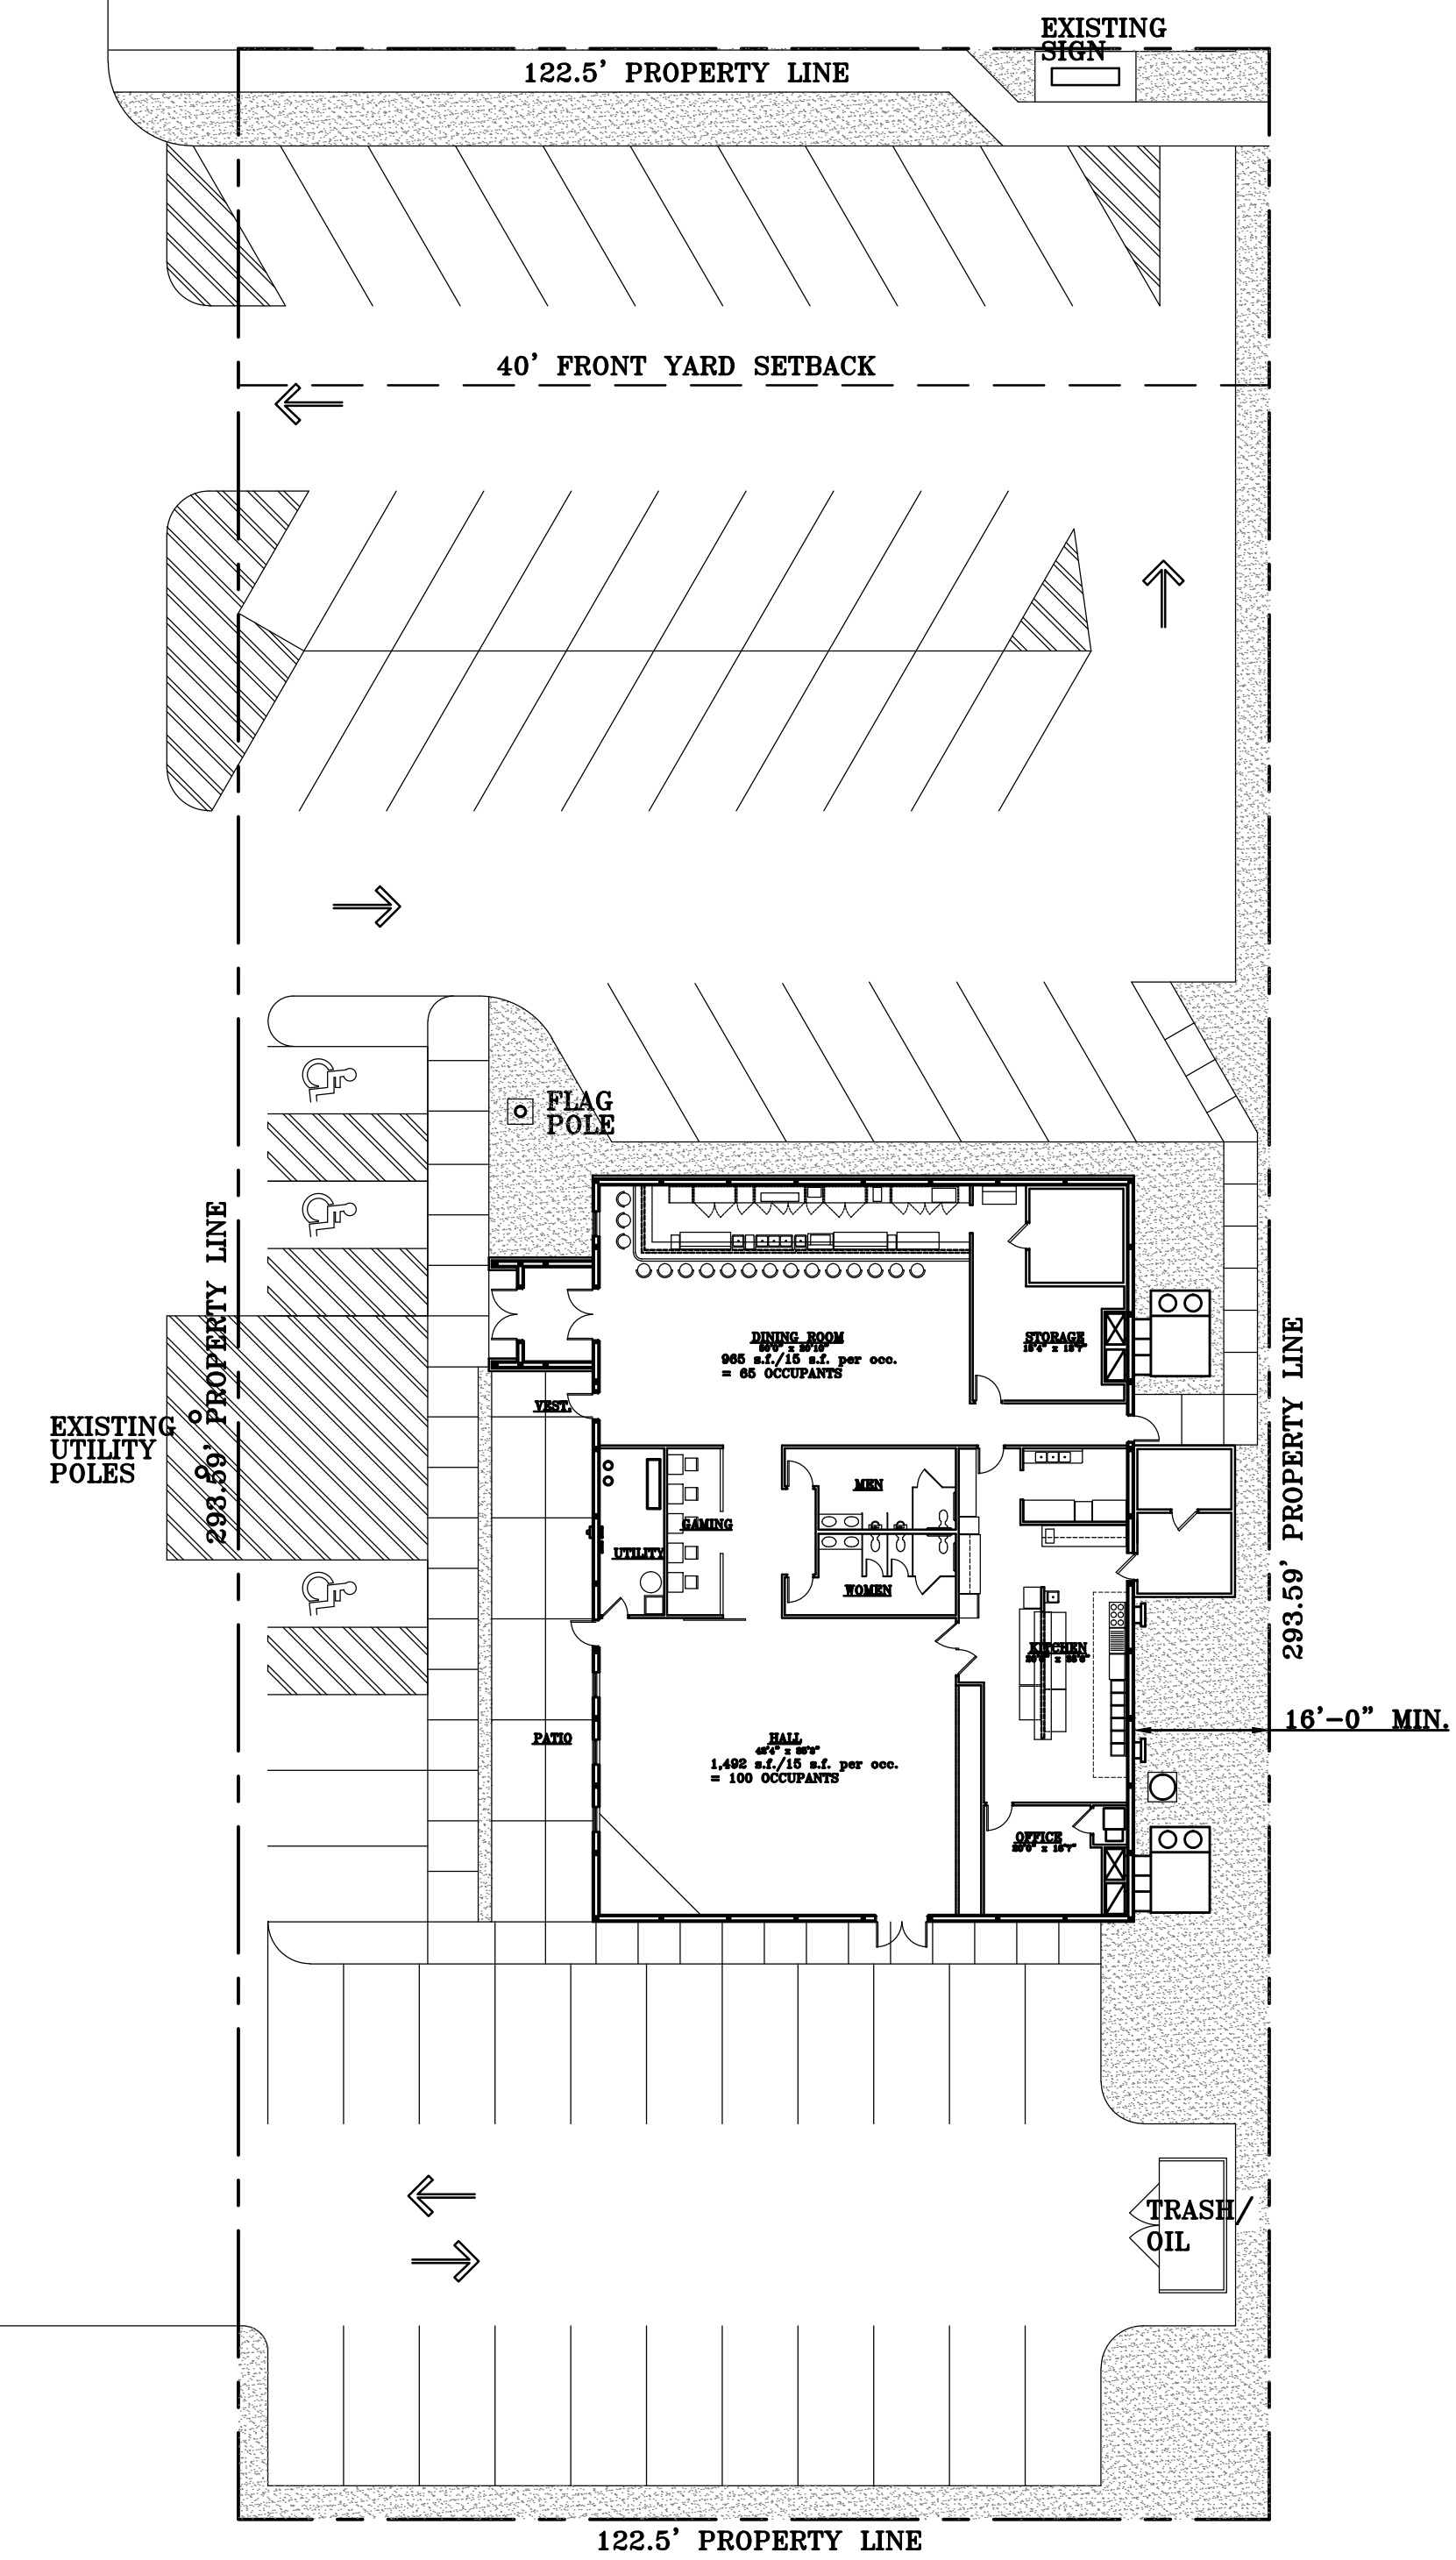 EXISTING
SIGN
122.5' PROPERTY LINE
40' FRONT YARD SETBACK
FLAG
POLE
293.59' PROPERTY LINE
EXISTING
UTILITY
POLES
VEST.
DINING ROOM
965 s.f./15 s.f. per occ.
= 65 OCCUPANTS
STORAGE
293.59' PROPERTY LINE
MEN
GAMING
UTILITY
WOMEN
KITCHEN
16'-0" MIN.
PATIO
HALL
1,492 s.f./15 s.f. per occ.
= 100 OCCUPANTS
OFFICE
TRASH/
OIL
122.5' PROPERTY LINE